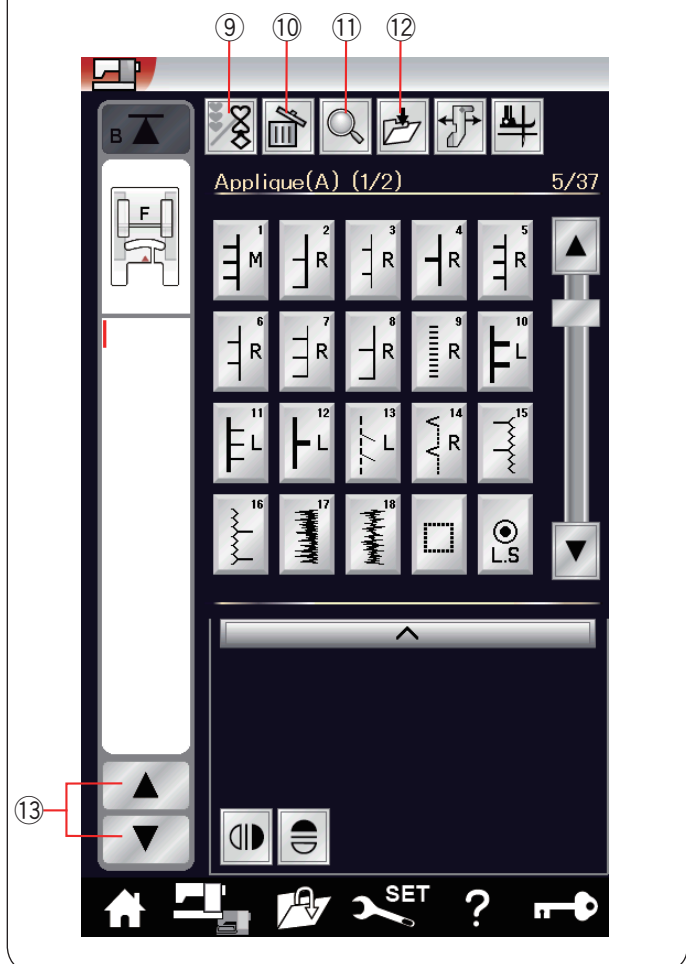 ⑨ ⑩ ⑪ ⑫
B
F
Applique(A) (1/2) 5/37
1 M 2 R 3 R 4 R 5 R
6 R 7 R 8 R 9 R 10 L
11 L 12 L 13 L 14 R 15
16 17 18 L.S
⑬
SET ?